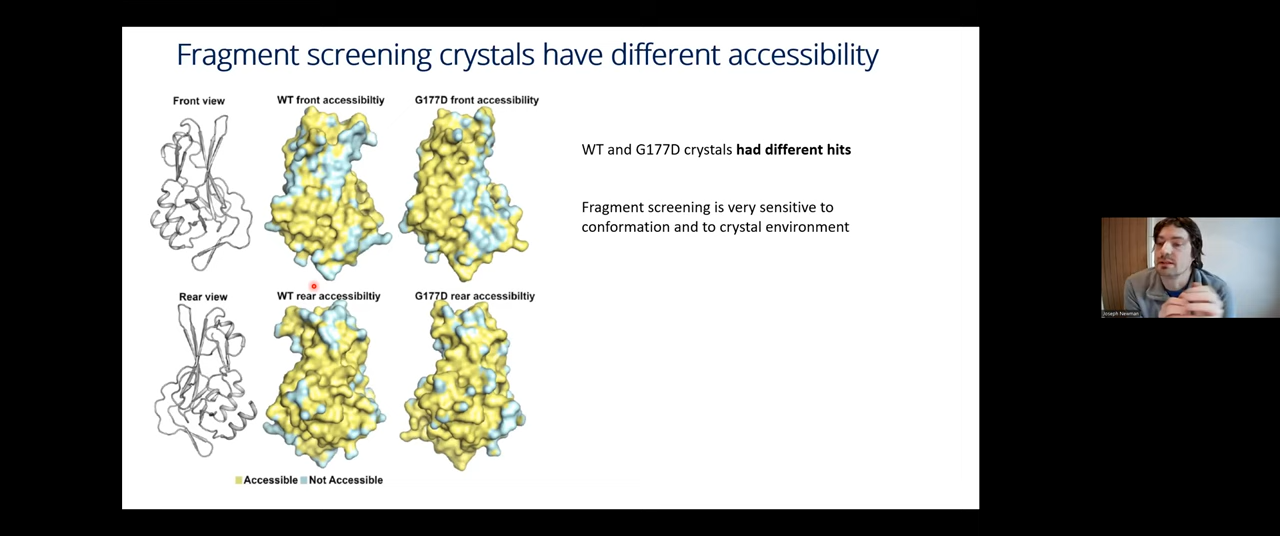 Fragment screening crystals have different accessibility
Front view
WT front accessibiltiy
G177D front accessibility
WT and G177D crystals had different hits
Fragment screening is very sensitive to
conformation and to crystal environment
Rear view
WT rear accessibiltiy
G177D rear accessibiltiy
Accessible
Not Accessible
Joseph Newman